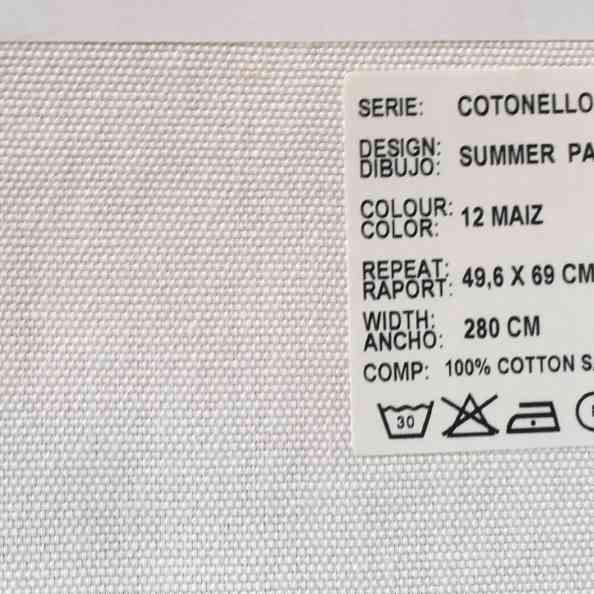 SERIE: COTONELLO
DESIGN:
DIBUJO: SUMMER
COLOUR:
COLOR: 12 MAIZ
REPEAT:
RAPORT: 49,6 X 69 CM
WIDTH:
ANCHO: 280 CM
COMP: 100% COTTON
30